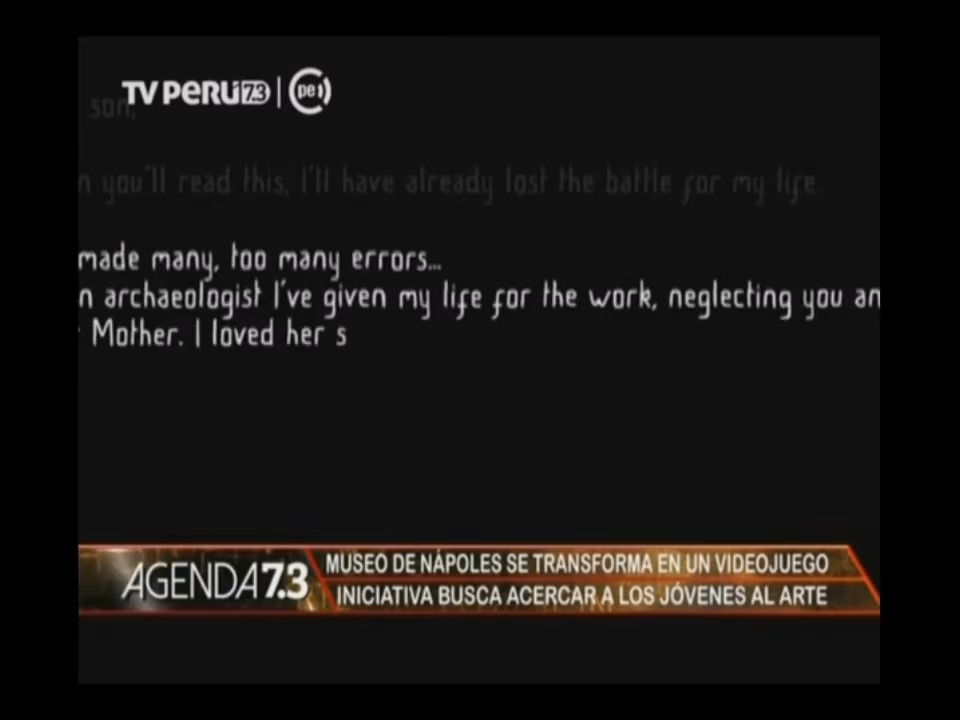 TV PERU 7.3 pe
son,
you'll read this, I'll have already lost the battle for my life
made many, too many errors...
archaeologist I've given my life for the work, neglecting you
Mother. I loved her s
AGENDA 7.3
MUSEO DE NÁPOLES SE TRANSFORMA EN UN VIDEOJUEGO
INICIATIVA BUSCA ACERCAR A LOS JÓVENES AL ARTE